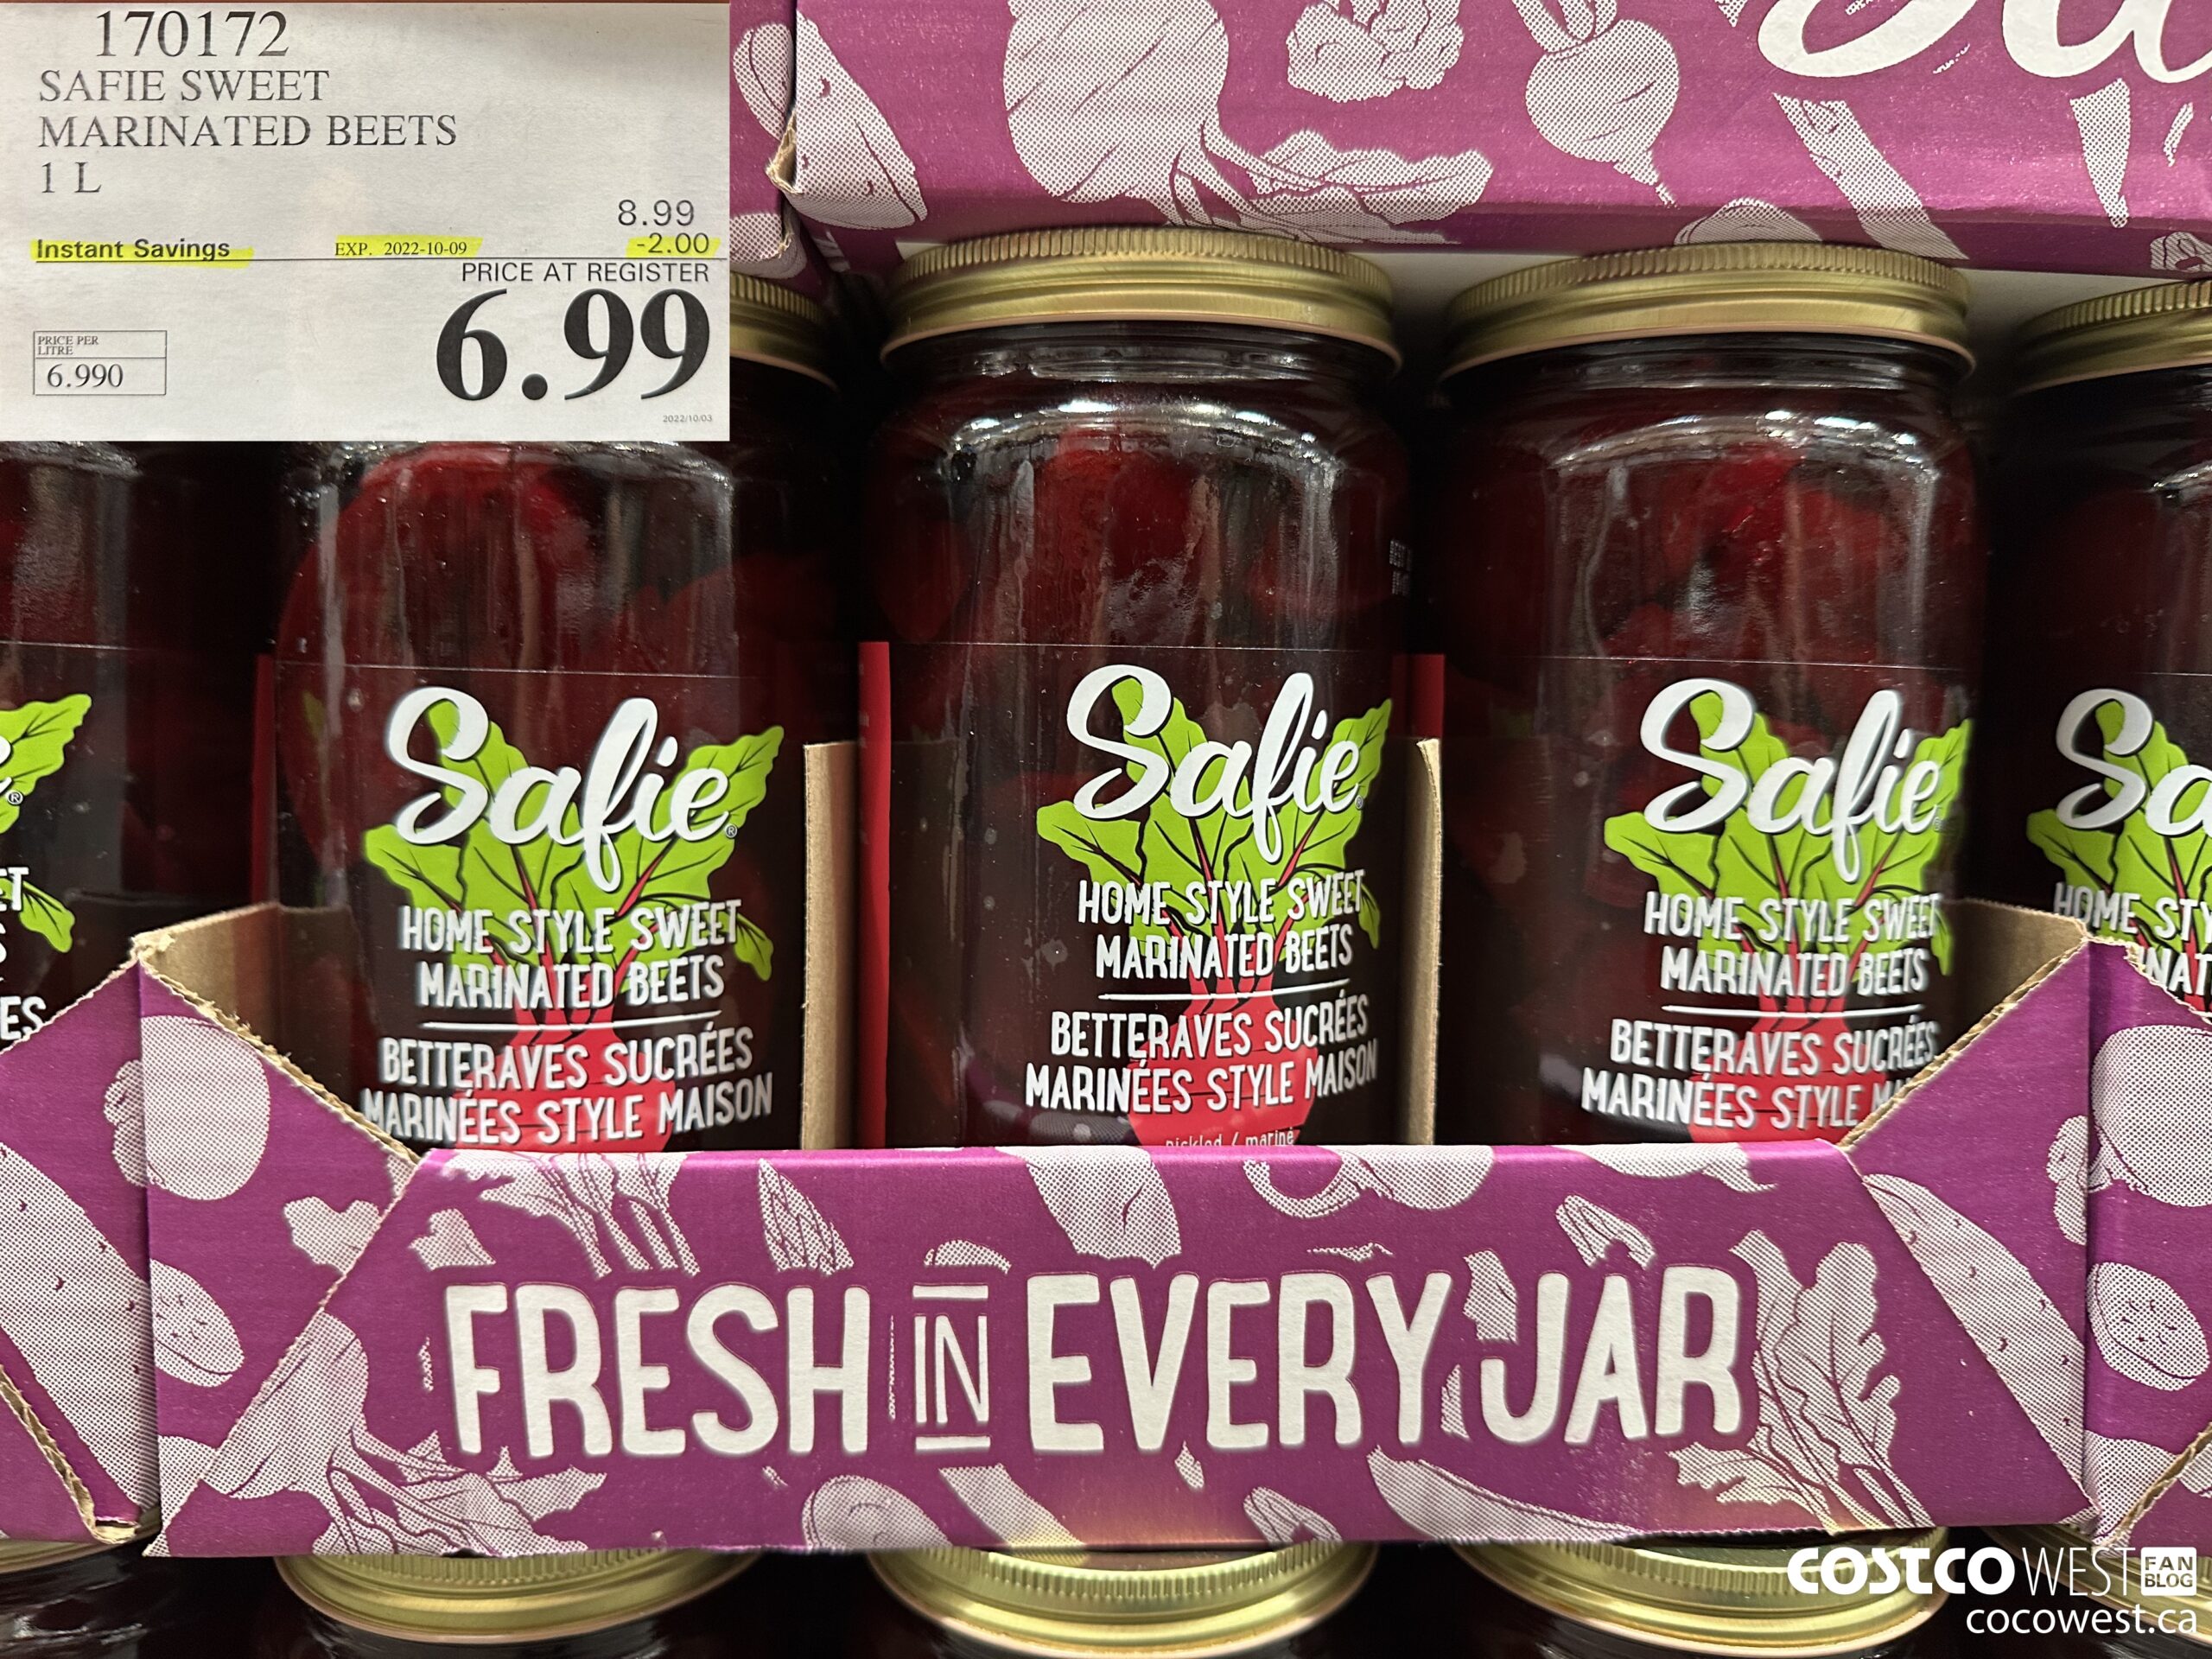 170172
SAFIE SWEET
MARINATED BEETS
1 L
8.99
Instant Savings EXP. 2022-10-09 -2.00
PRICE AT REGISTER
6.99
PRICE PER
LITRE
6.990
2022/10/03
Safie®
HOME STYLE SWEET
MARINATED BEETS
BETTERAVES SUCRÉES
MARINÉES STYLE MAISON
Safie®
HOME STYLE SWEET
MARINATED BEETS
BETTERAVES SUCRÉES
MARINÉES STYLE MAISON
pickled / mariné
Safie
HOME STYLE SWEET
MARINATED BEETS
BETTERAVES SUCRÉES
MARINÉES STYLE
HOME
FRESH IN EVERY JAR
COSTCO WEST FAN BLOG
cocowest.ca